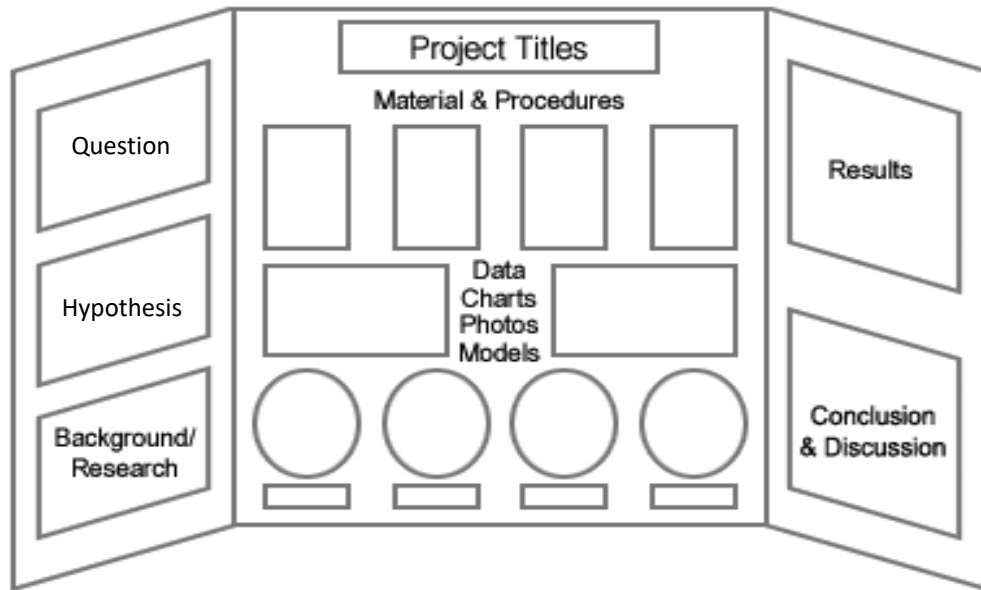 Question
Hypothesis
Background/
Research
Project Titles
Material & Procedures
Data
Charts
Photos
Models
Results
Conclusion
& Discussion